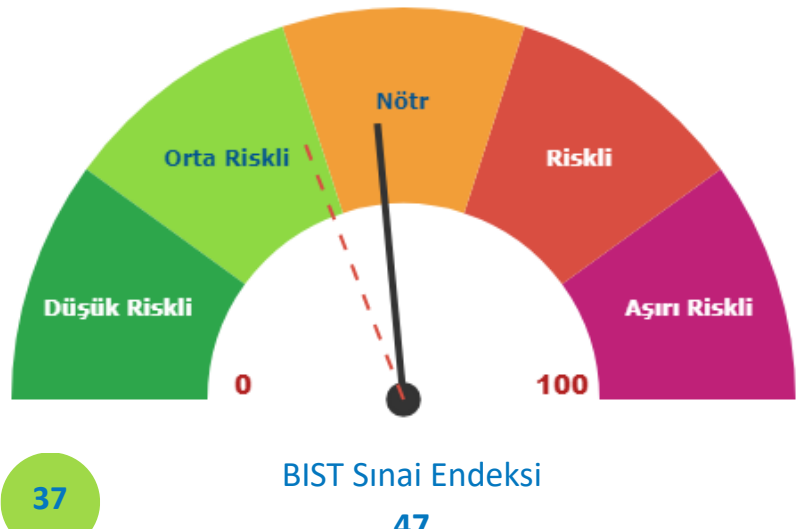 Nötr
Orta Riskli
Riskli
Düşük Riskli
Aşırı Riskli
0
100
BIST Sınai Endeksi
37
47